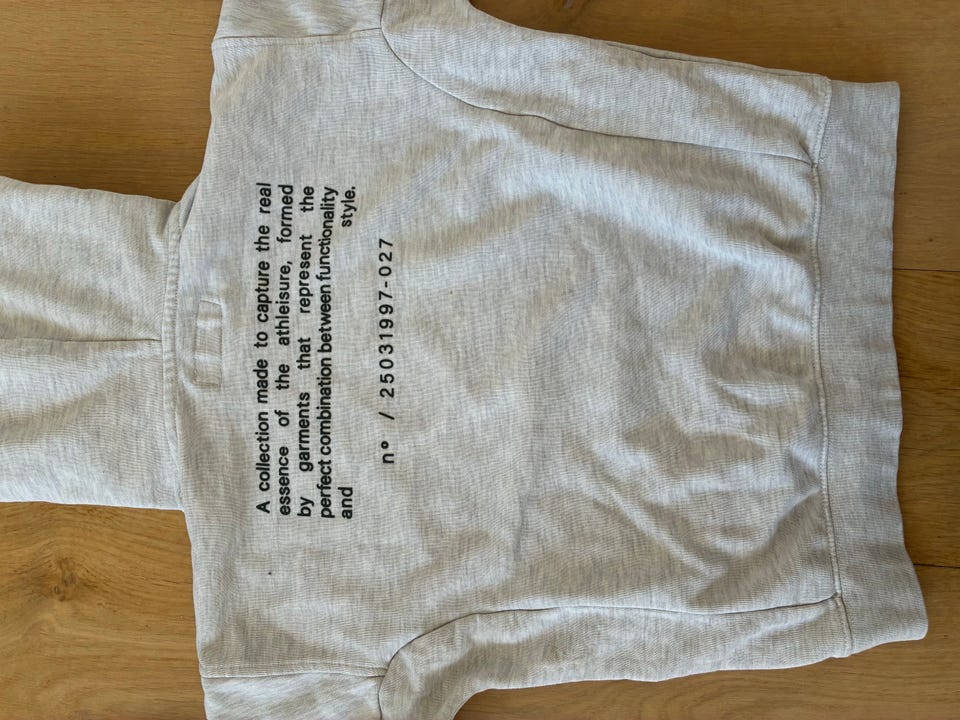 A collection made to capture the real
essence of the athleisure, formed
by garments that represent the
perfect combination between functionality
and style.
nº / 25031997-027